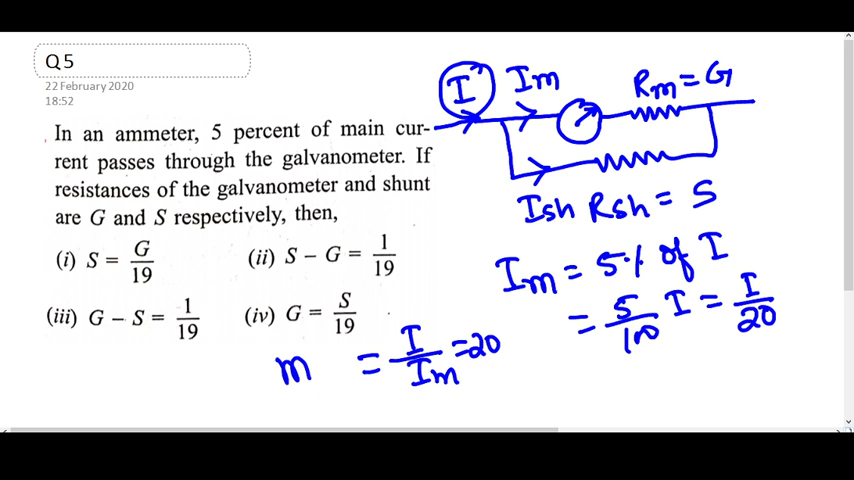 Q5
22 February 2020
18:52
In an ammeter, 5 percent of main cur-
rent passes through the galvanometer. If
resistances of the galvanometer and shunt
are G and S respectively, then,
(i) S = G/19 (ii) S − G = 1/19
(iii) G − S = 1/19 (iv) G = S/19
I Im Rm = G
Ish Rsh = S
Im = 5% of I
= 5/100 I = I/20
m = I/Im = 20